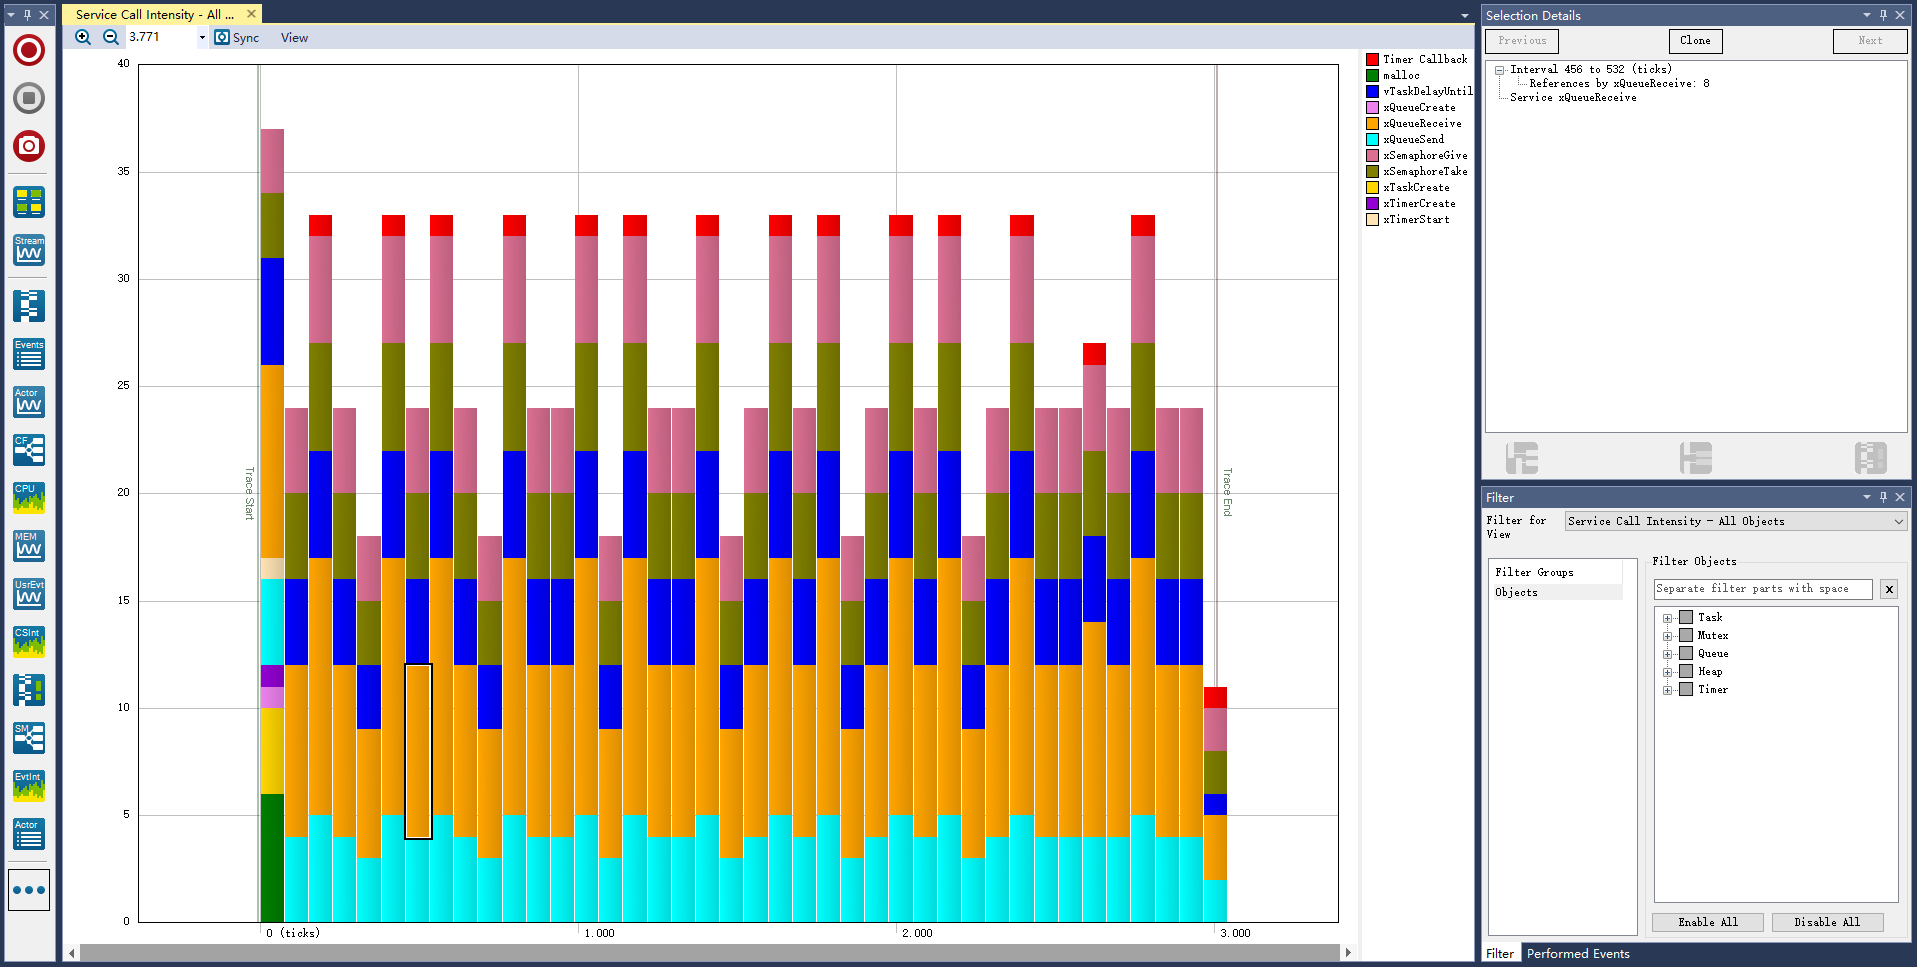 Service Call Intensity - All ...
3.771
Sync
View
Stream
Events
Actor
CF
CPU
MEM
UsrEvt
CSInt
SM
EvtInt
Actor
40
35
30
25
20
15
10
5
0
Trace Start
Trace End
0 (ticks)
1.000
2.000
3.000
Timer Callback
malloc
vTaskDelayUntil
xQueueCreate
xQueueReceive
xQueueSend
xSemaphoreGive
xSemaphoreTake
xTaskCreate
xTimerCreate
xTimerStart
Selection Details
Previous
Clone
Next
Interval 456 to 532 (ticks)
References by xQueueReceive: 8
Service xQueueReceive
Filter
Filter for
View
Service Call Intensity - All Objects
Filter Groups
Objects
Filter Objects
Separate filter parts with space
x
Task
Mutex
Queue
Heap
Timer
Enable All
Disable All
Filter
Performed Events